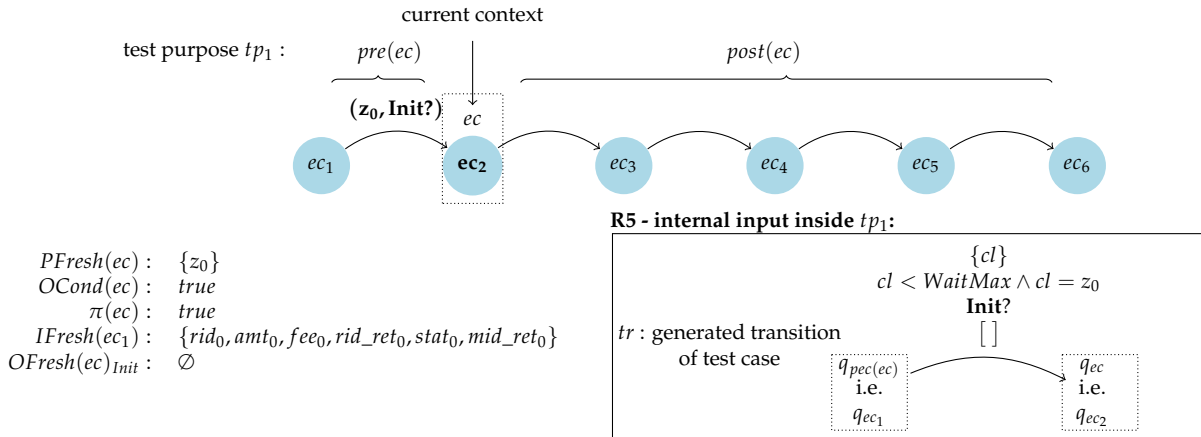 current context
test purpose tp₁ :
pre(ec)
post(ec)
(z₀, Init?)
ec
ec₁
ec₂
ec₃
ec₄
ec₅
ec₆
R5 - internal input inside tp₁:
PFresh(ec) : {z₀}
OCond(ec) : true
π(ec) : true
IFresh(ec₁) : {rid₀, amt₀, fee₀, rid_ret₀, stat₀, mid_ret₀}
OFresh(ec)_Init : ∅
{cl}
cl < WaitMax ∧ cl = z₀
Init?
[ ]
tr : generated transition
of test case
q_pec(ec)
i.e.
q_ec₁
q_ec
i.e.
q_ec₂